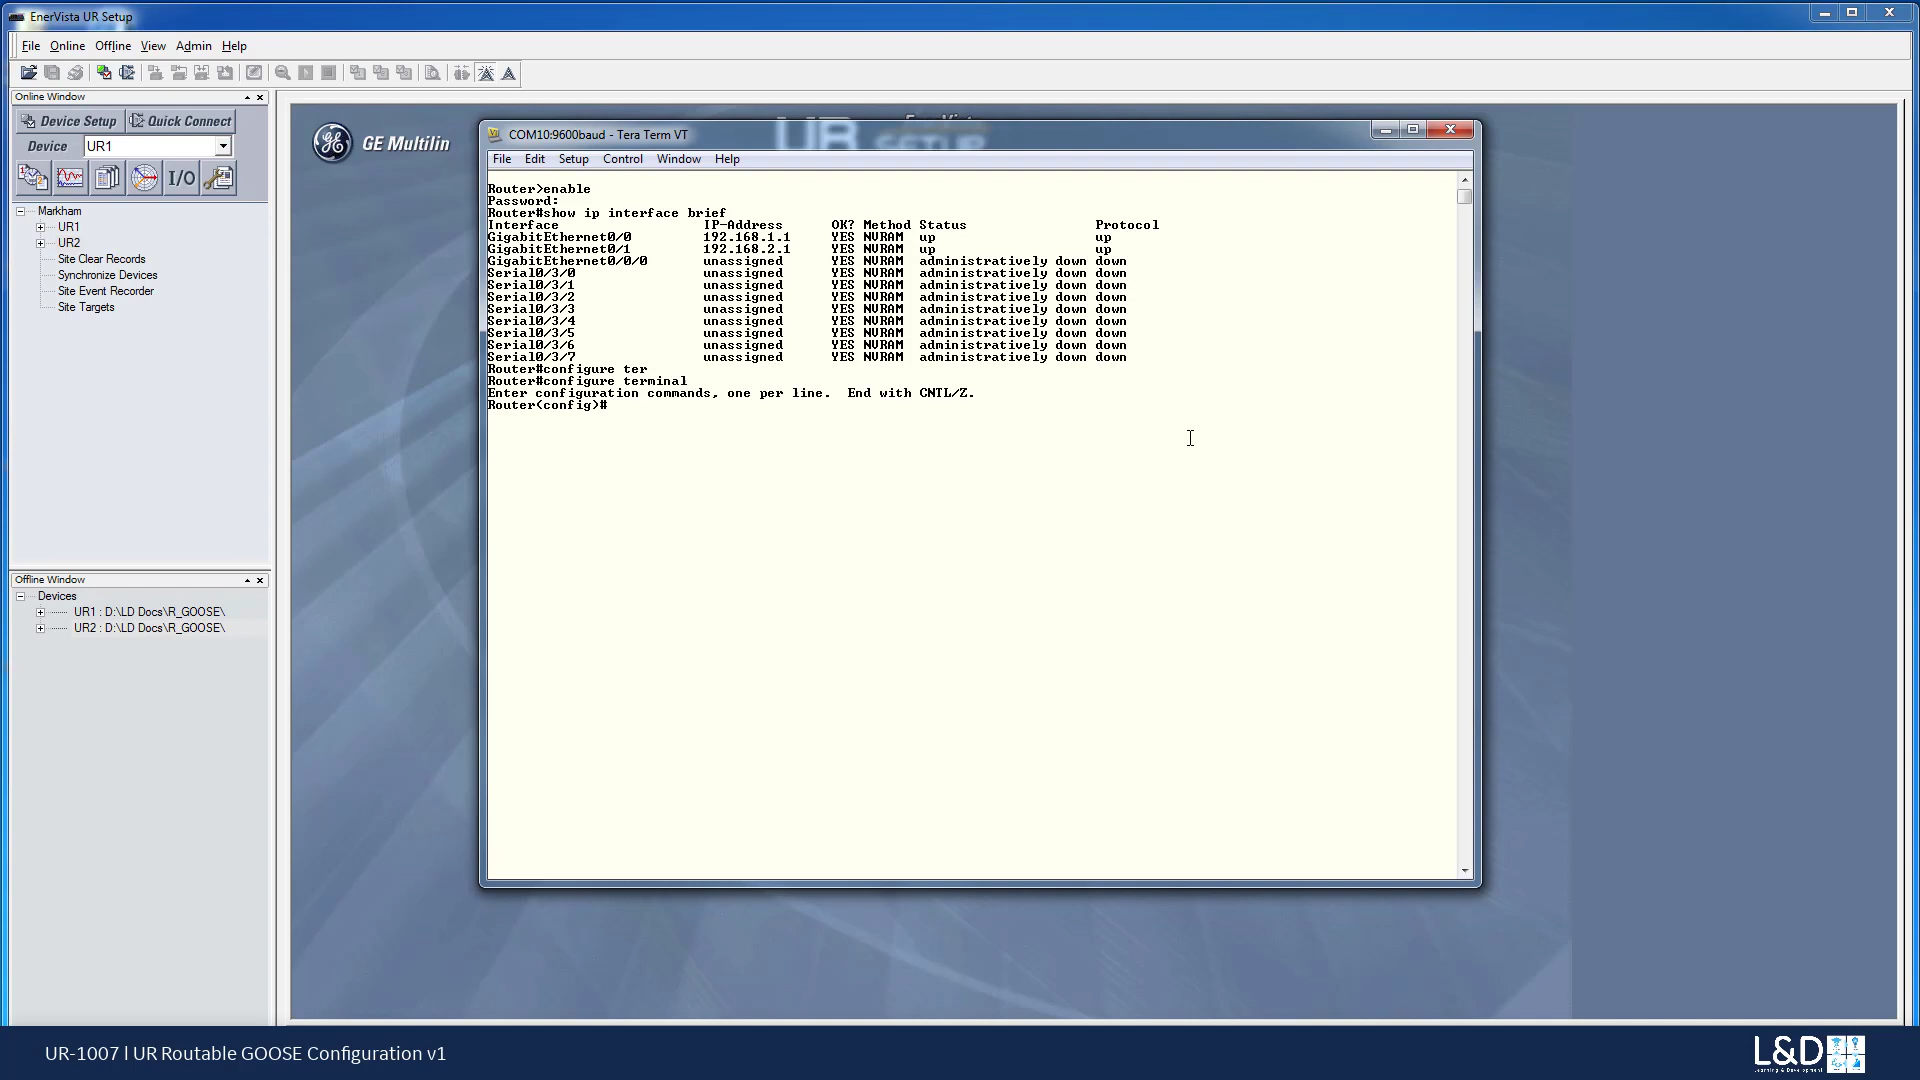 EnerVista UR Setup
File Online Offline View Admin Help
Online Window
Device Setup Quick Connect
Device UR1
I/O
Markham
UR1
UR2
Site Clear Records
Synchronize Devices
Site Event Recorder
Site Targets
Offline Window
Devices
UR1 : D:\LD Docs\R_GOOSE\
UR2 : D:\LD Docs\R_GOOSE\
GE Multilin
UR SETUP
COM10:9600baud - Tera Term VT
File Edit Setup Control Window Help
Router>enable
Password:
Router#show ip interface brief
Interface IP-Address OK? Method Status Protocol
GigabitEthernet0/0 192.168.1.1 YES NVRAM up up
GigabitEthernet0/1 192.168.2.1 YES NVRAM up up
GigabitEthernet0/0/0 unassigned YES NVRAM administratively down down
Serial0/3/0 unassigned YES NVRAM administratively down down
Serial0/3/1 unassigned YES NVRAM administratively down down
Serial0/3/2 unassigned YES NVRAM administratively down down
Serial0/3/3 unassigned YES NVRAM administratively down down
Serial0/3/4 unassigned YES NVRAM administratively down down
Serial0/3/5 unassigned YES NVRAM administratively down down
Serial0/3/6 unassigned YES NVRAM administratively down down
Serial0/3/7 unassigned YES NVRAM administratively down down
Router#configure ter
Router#configure terminal
Enter configuration commands, one per line. End with CNTL/Z.
Router(config)#
UR-1007 l UR Routable GOOSE Configuration v1
L&D
Learning & Development